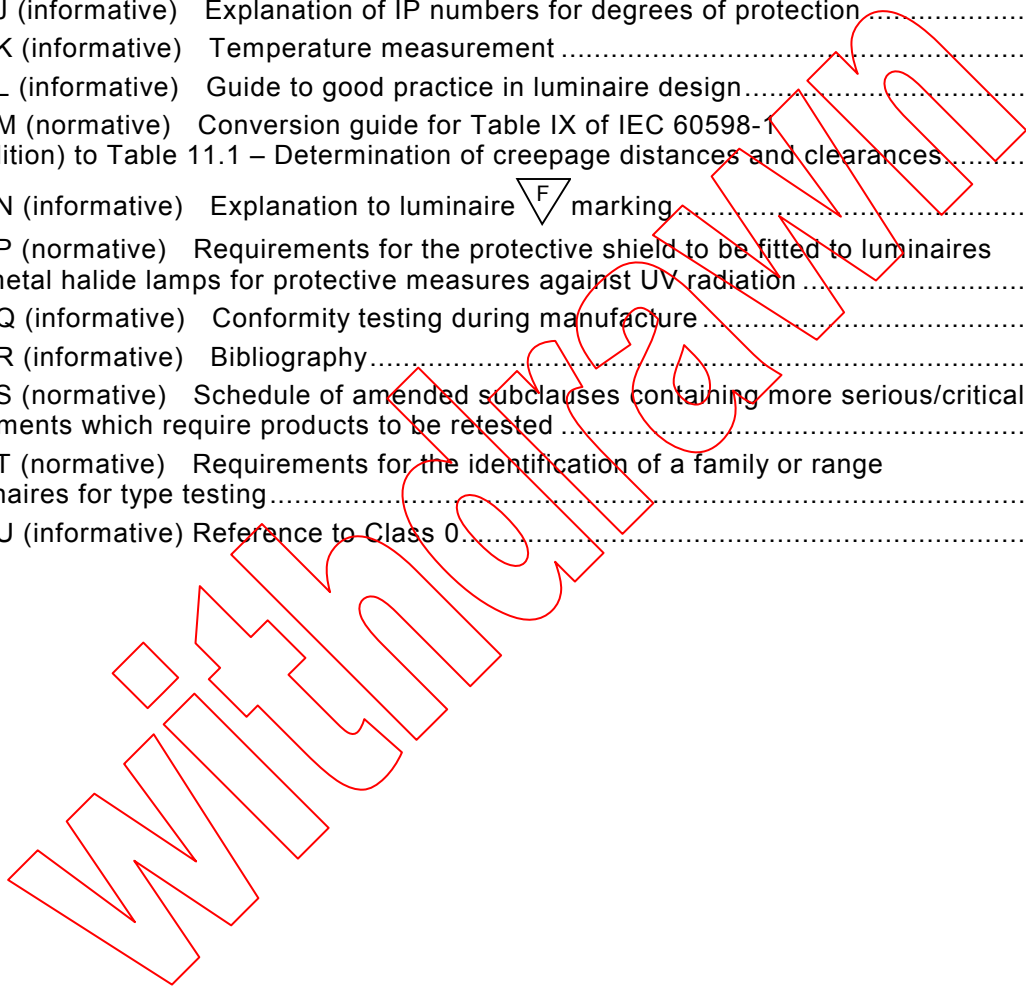 J (informative) Explanation of IP numbers for degrees of protection ...................
K (informative) Temperature measurement ........................................................
L (informative) Guide to good practice in luminaire design..................................
M (normative) Conversion guide for Table IX of IEC 60598-1
dition) to Table 11.1 – Determination of creepage distances and clearances..........
N (informative) Explanation to luminaire F marking..........................................
P (normative) Requirements for the protective shield to be fitted to luminaires
metal halide lamps for protective measures against UV radiation ...........................
Q (informative) Conformity testing during manufacture .......................................
R (informative) Bibliography...............................................................................
S (normative) Schedule of amended subclauses containing more serious/critical
ments which require products to be retested ........................................................
T (normative) Requirements for the identification of a family or range
naires for type testing...........................................................................................
U (informative) Reference to Class 0....................................................................
withdrawn